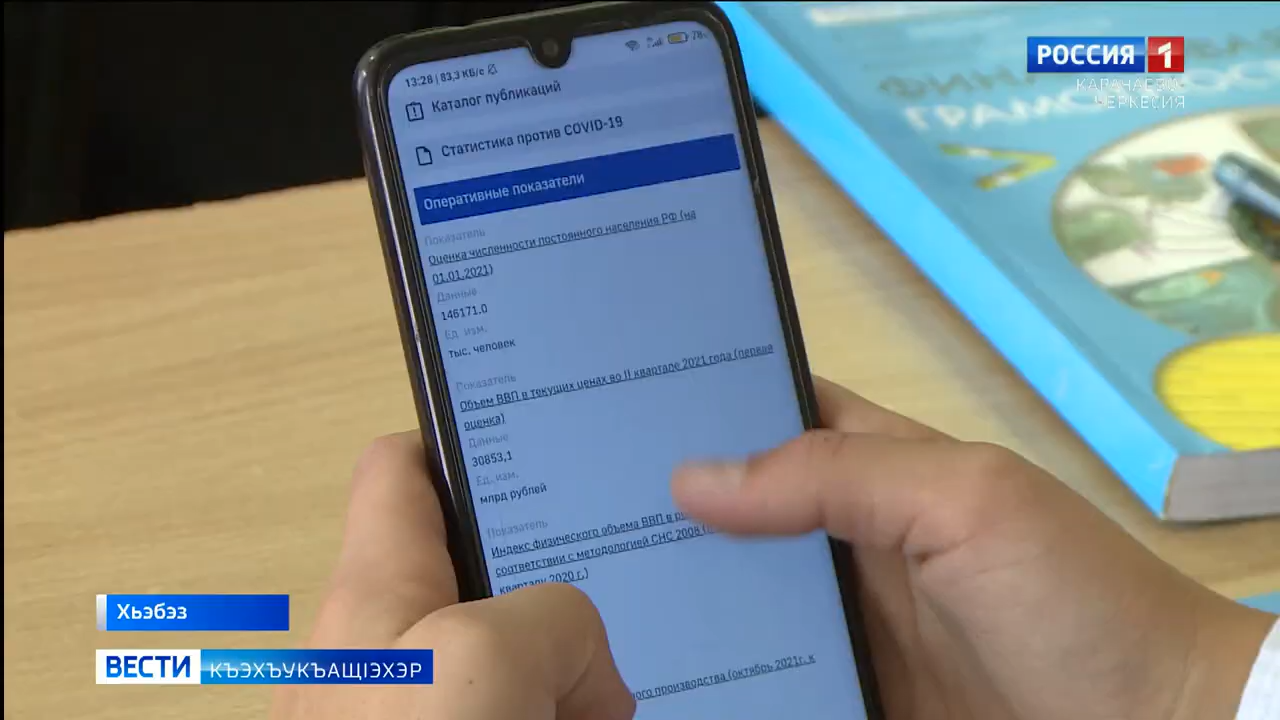 13:28 | 83,3 КБ/с
78
Каталог публикаций
Статистика против COVID-19
Оперативные показатели
Показатель
Оценка численности постоянного населения РФ (на
01.01.2021)
Данные
146171.0
Ед. изм.
тыс. человек
Показатель
Объем ВВП в текущих ценах во II квартале 2021 года (первая
оценка)
Данные
30853,1
Ед. изм.
млрд рублей
Показатель
Индекс физического объема ВВП в
соответствии с методологией СНС 2008
кварталу 2020 г.)
производства (октябрь 2021г. к
РОССИЯ 1
КАРАЧАЕВО-
ЧЕРКЕСИЯ
Хьэбэз
ВЕСТИ КЪЭХЪУКЪАЩIЭХЭР